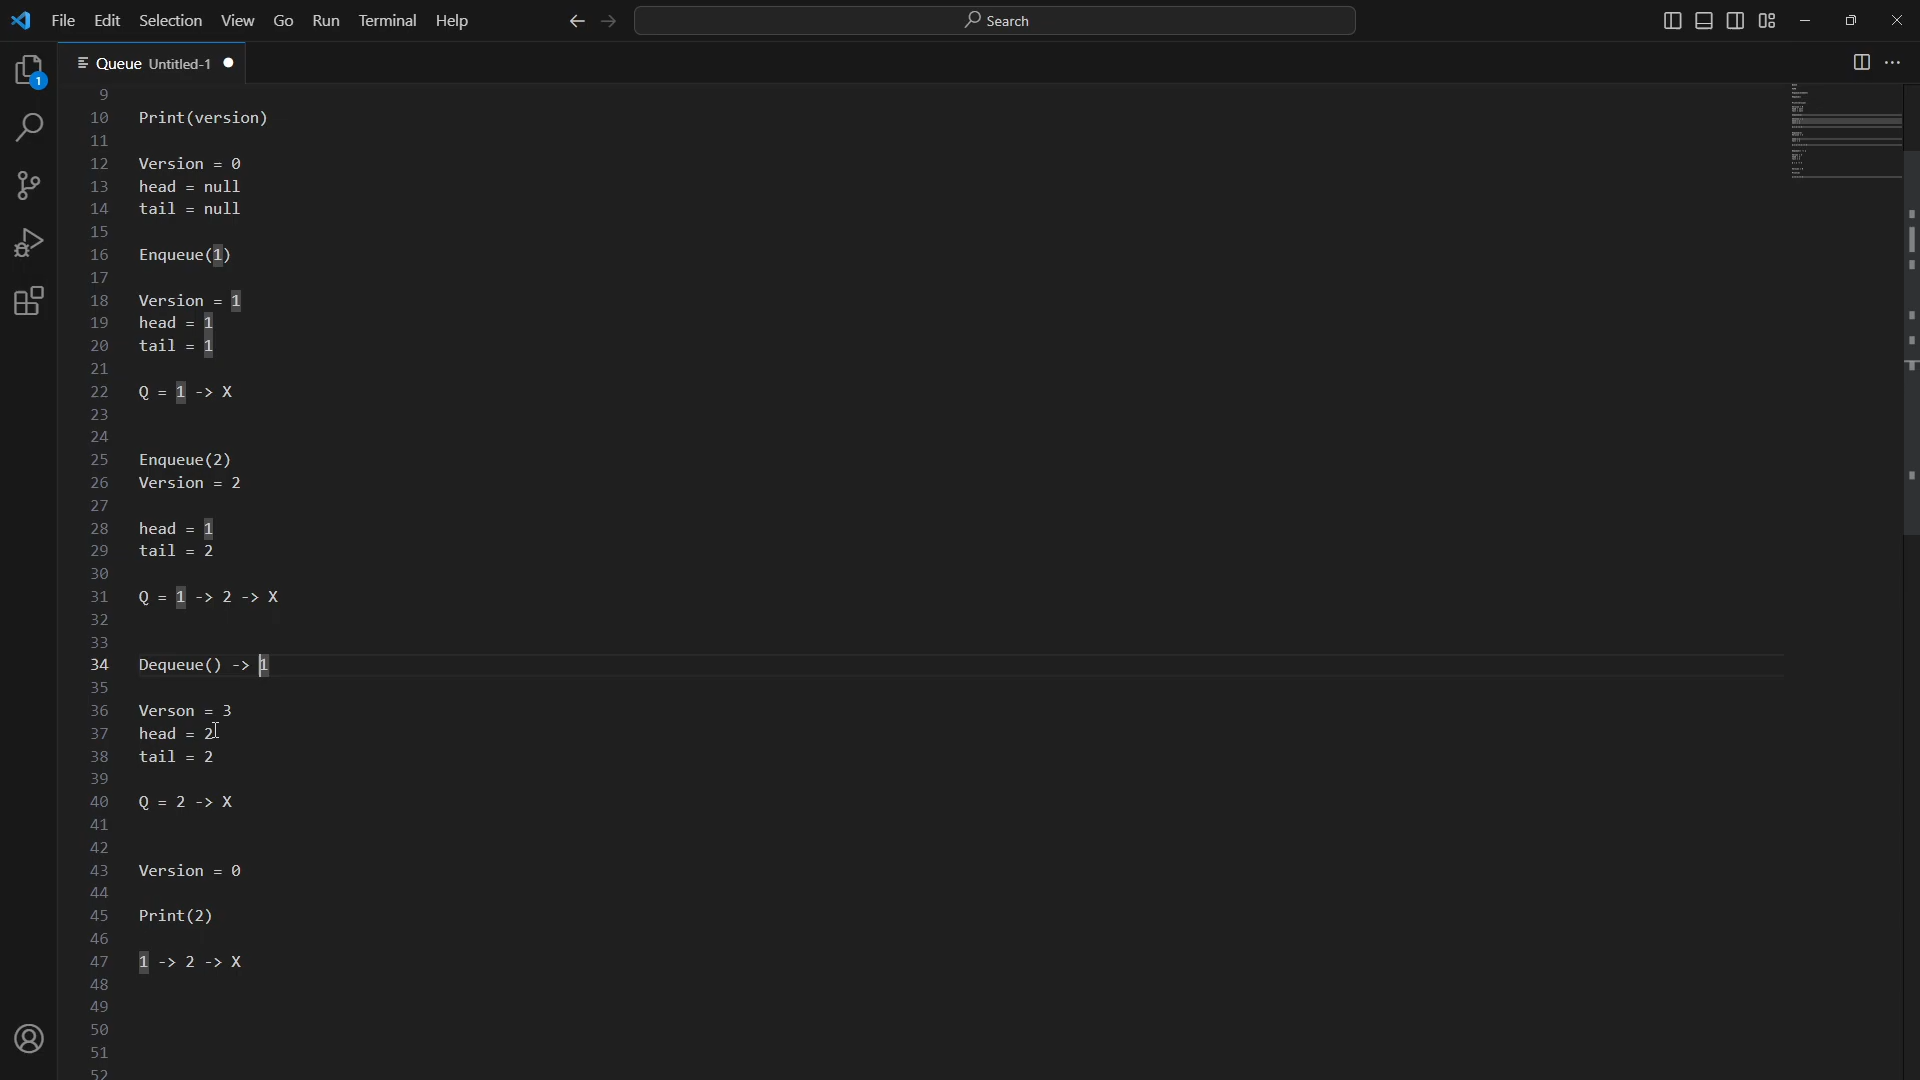 File Edit Selection View Go Run Terminal Help
Search
1
Queue Untitled-1
9
10 Print(version)
11
12 Version = 0
13 head = null
14 tail = null
15
16 Enqueue(1)
17
18 Version = 1
19 head = 1
20 tail = 1
21
22 Q = 1 -> X
23
24
25 Enqueue(2)
26 Version = 2
27
28 head = 1
29 tail = 2
30
31 Q = 1 -> 2 -> X
32
33
34 Dequeue() -> 1
35
36 Verson = 3
37 head = 2
38 tail = 2
39
40 Q = 2 -> X
41
42
43 Version = 0
44
45 Print(2)
46
47 1 -> 2 -> X
48
49
50
51
52